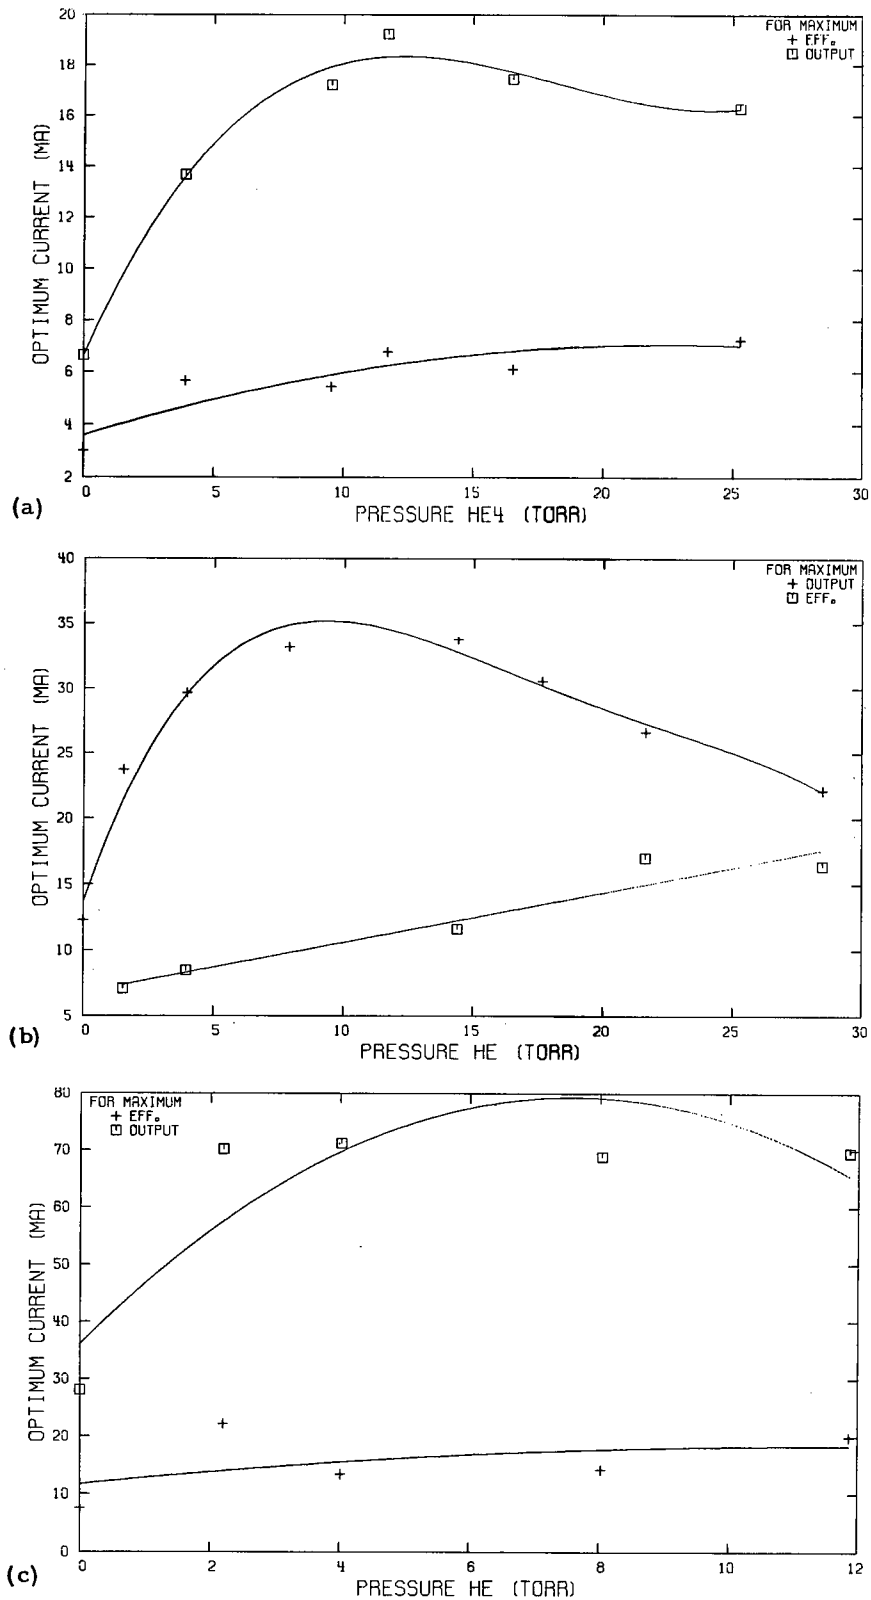 20
18
16
14
12
10
8
6
4
2
OPTIMUM CURRENT (MA)
FOR MAXIMUM
+ EFF.
OUTPUT
0 5 10 15 20 25 30
PRESSURE HE4 (TORR)
(a)
40
35
30
25
20
15
10
5
OPTIMUM CURRENT (MA)
FOR MAXIMUM
+ OUTPUT
EFF.
0 5 10 15 20 25 30
PRESSURE HE (TORR)
(b)
80
70
60
50
40
30
20
10
0
OPTIMUM CURRENT (MA)
FOR MAXIMUM
+ EFF.
OUTPUT
0 2 4 6 8 10 12
PRESSURE HE (TORR)
(c)